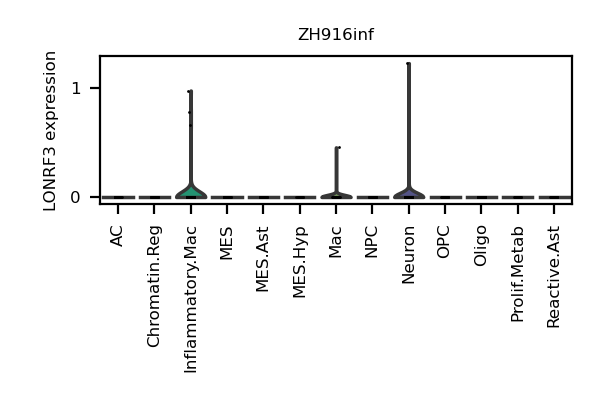 ZH916inf
LONRF3 expression
1
0
AC
Chromatin.Reg
Inflammatory.Mac
MES
MES.Ast
MES.Hyp
Mac
NPC
Neuron
OPC
Oligo
Prolif.Metab
Reactive.Ast